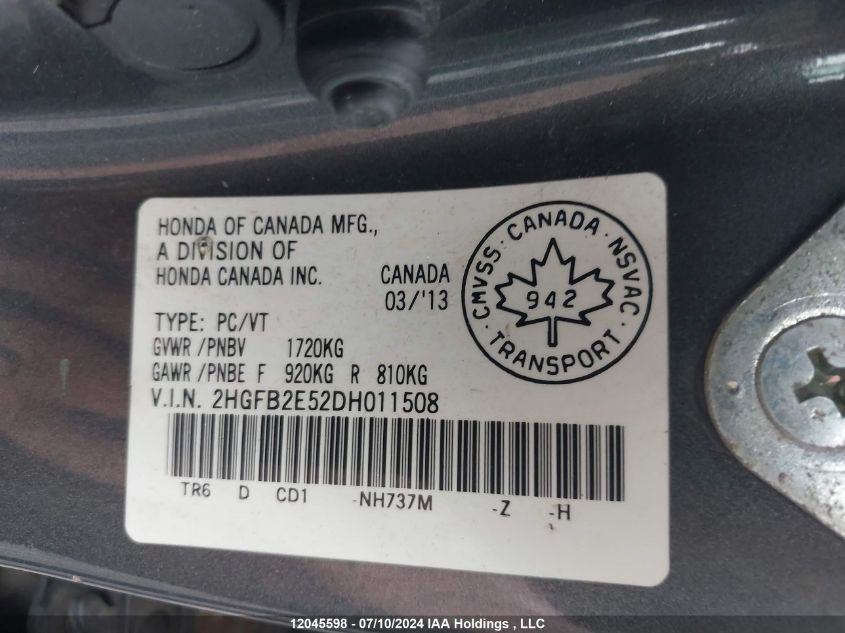 HONDA OF CANADA MFG.,
A DIVISION OF
HONDA CANADA INC.
CANADA
03/'13
TYPE: PC/VT
GVWR/PNBV 1720KG
GAWR/PNBE F 920KG R 810KG
V.I.N. 2HGFB2E52DH011508
TR6 D CD1 -NH737M -Z -H
CMVSS · CANADA · NSVAC · TRANSPORT ·
942
12045598 - 07/10/2024 IAA Holdings , LLC